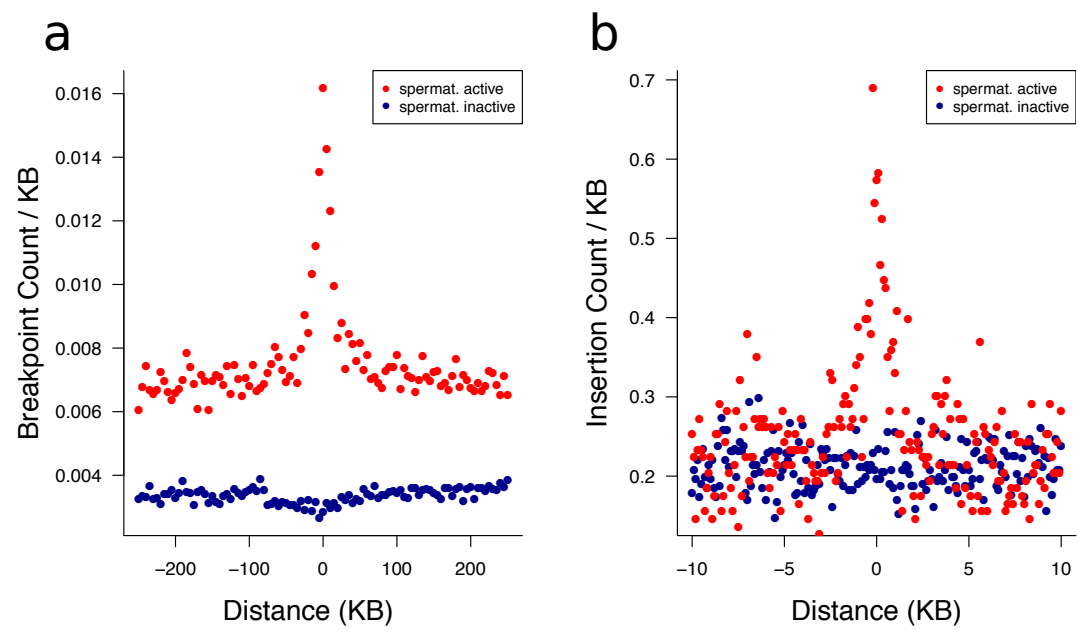 a
b
0.016
0.014
0.012
0.010
0.008
0.006
0.004
Breakpoint Count / KB
spermat. active
spermat. inactive
−200
−100
0
100
200
Distance (KB)
0.7
0.6
0.5
0.4
0.3
0.2
Insertion Count / KB
spermat. active
spermat. inactive
−10
−5
0
5
10
Distance (KB)